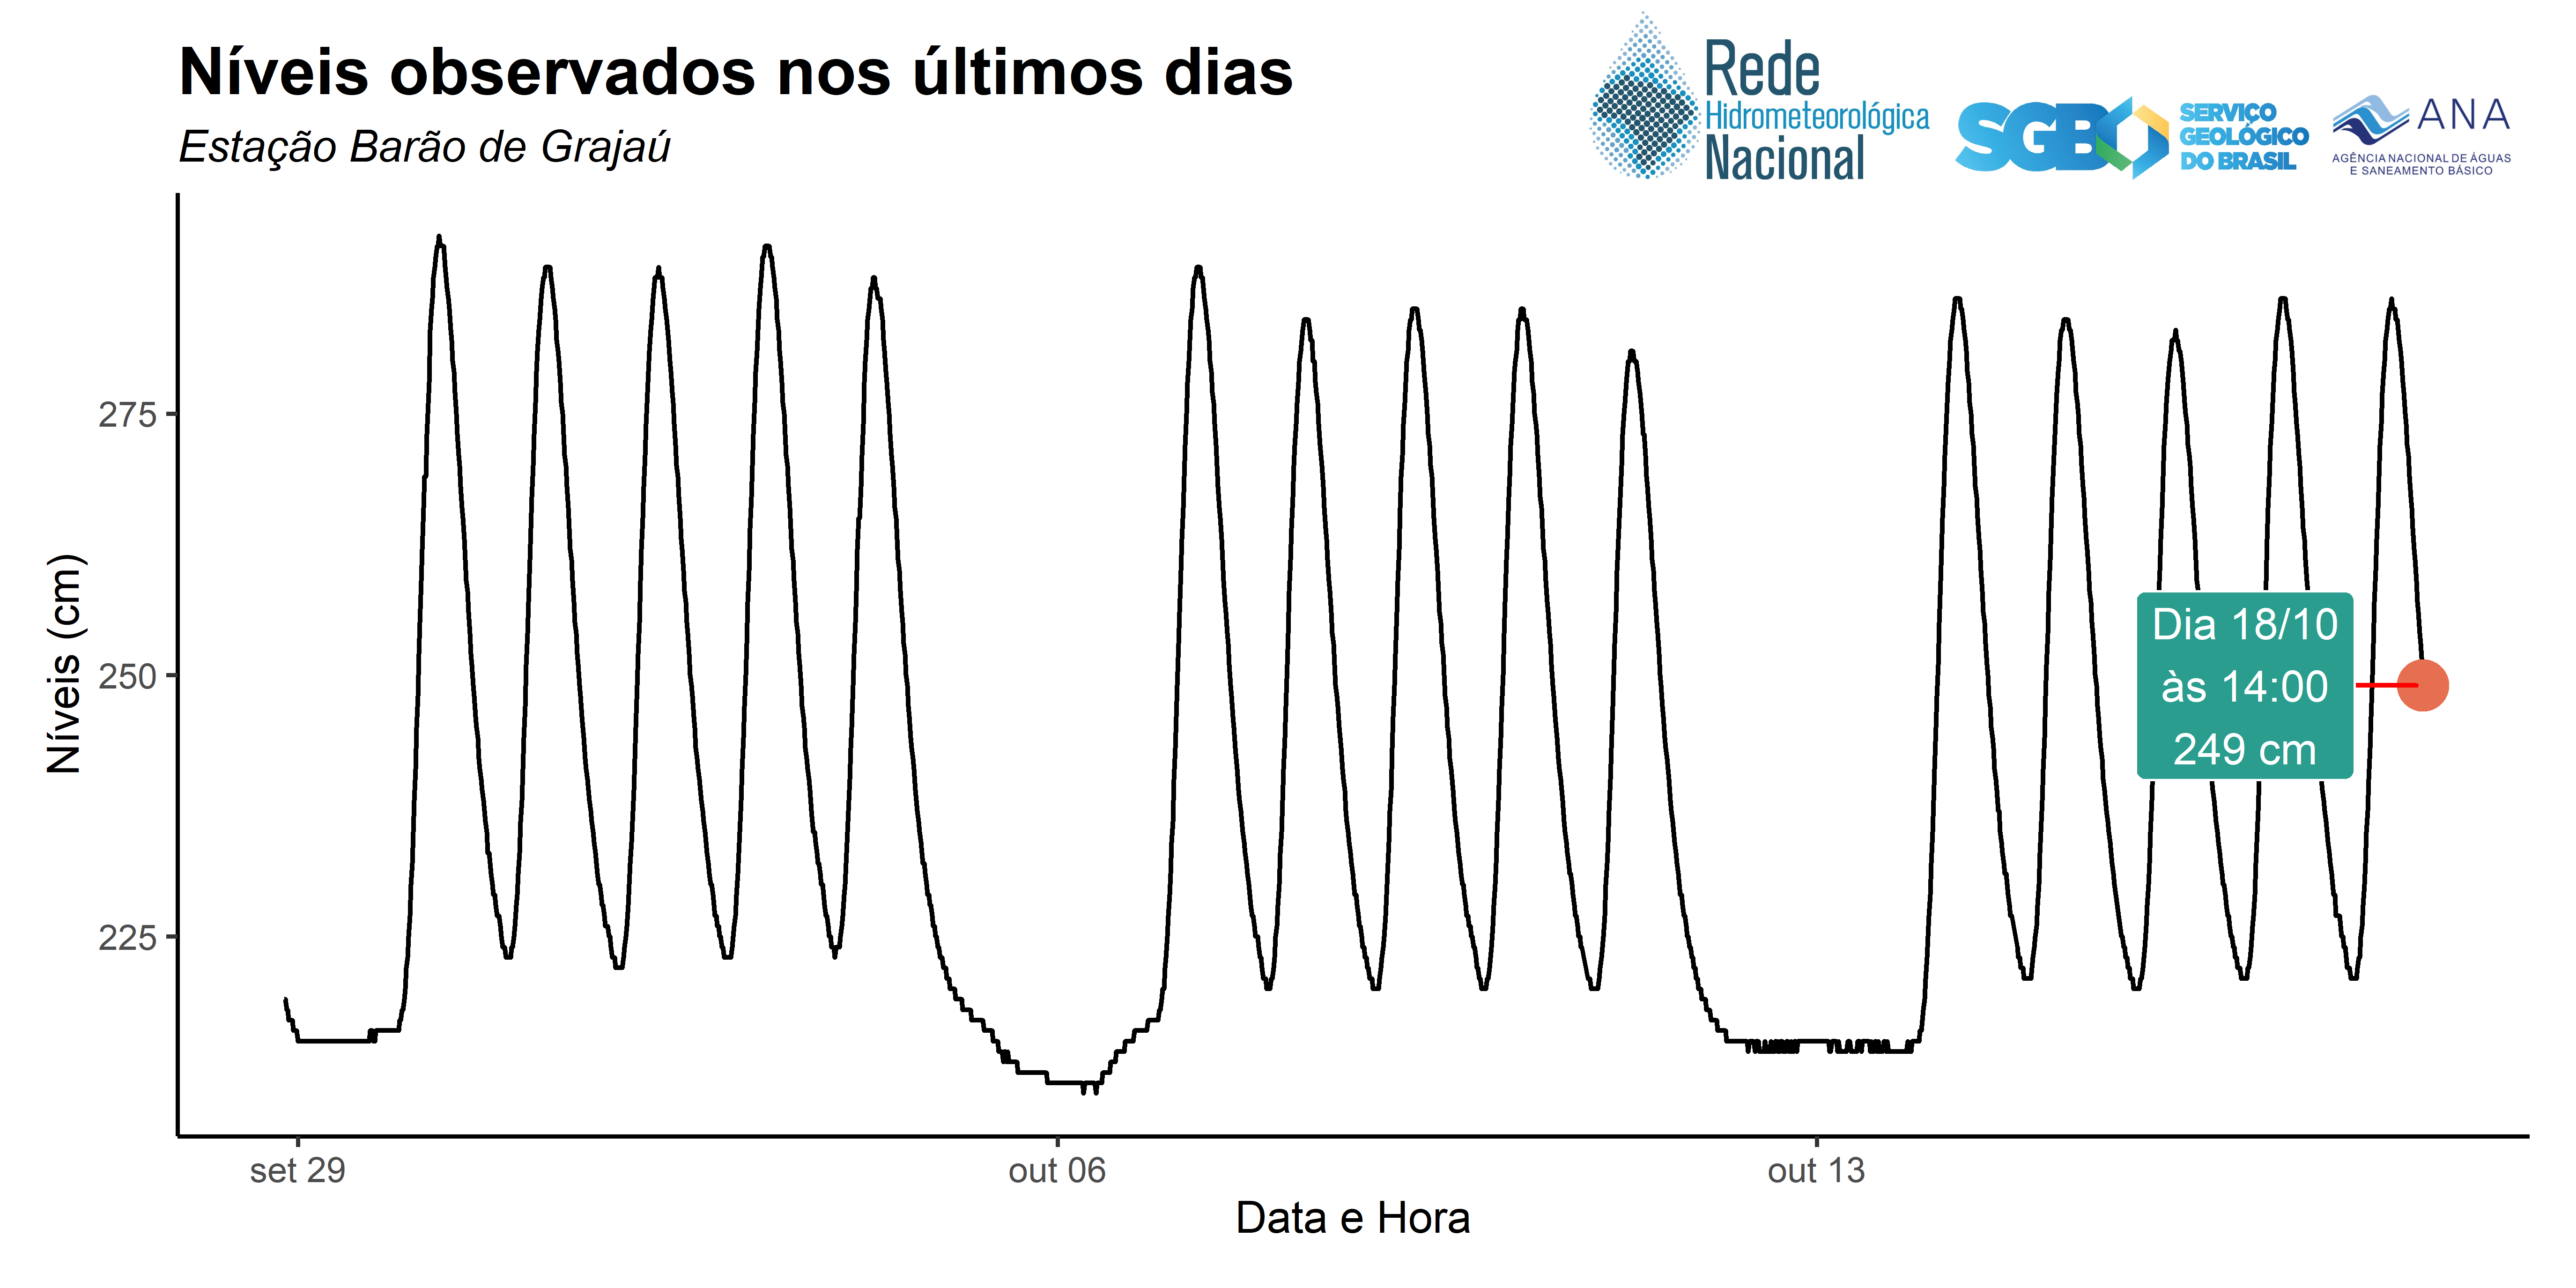 Níveis observados nos últimos dias
Estação Barão de Grajaú
Rede
Hidrometeorológica
Nacional
SGB
SERVIÇO
GEOLÓGICO
DO BRASIL
ANA
AGÊNCIA NACIONAL DE ÁGUAS
E SANEAMENTO BÁSICO
Níveis (cm)
275
250
225
Dia 18/10
às 14:00
249 cm
set 29
out 06
out 13
Data e Hora